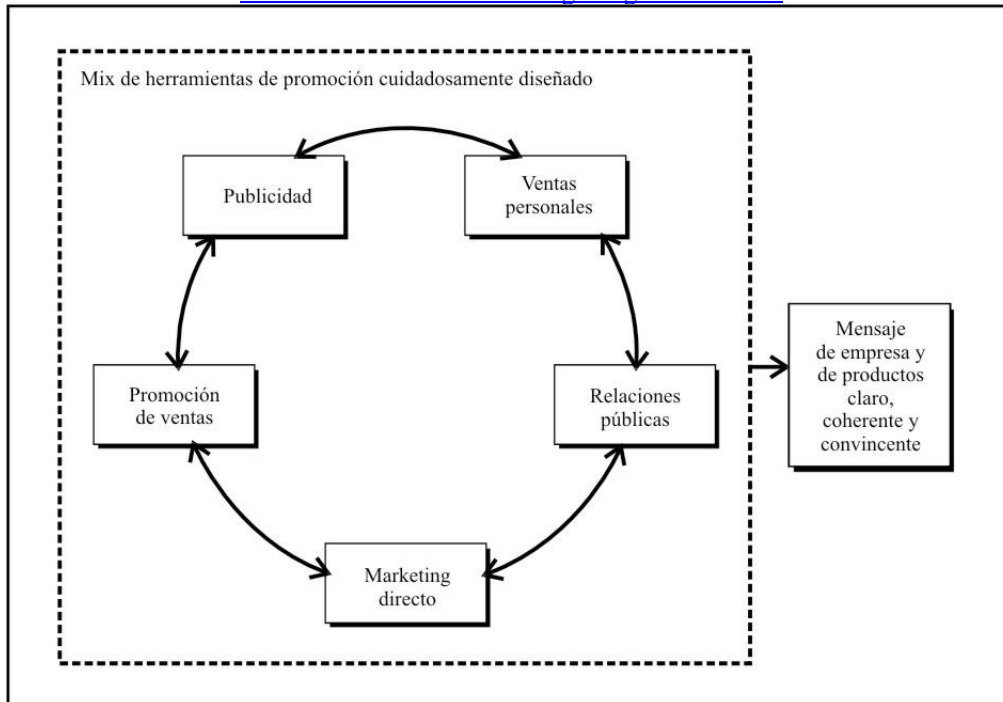 Mix de herramientas de promoción cuidadosamente diseñado
Publicidad
Ventas
personales
Promoción
de ventas
Relaciones
públicas
Marketing
directo
Mensaje
de empresa y
de productos
claro,
coherente y
convincente